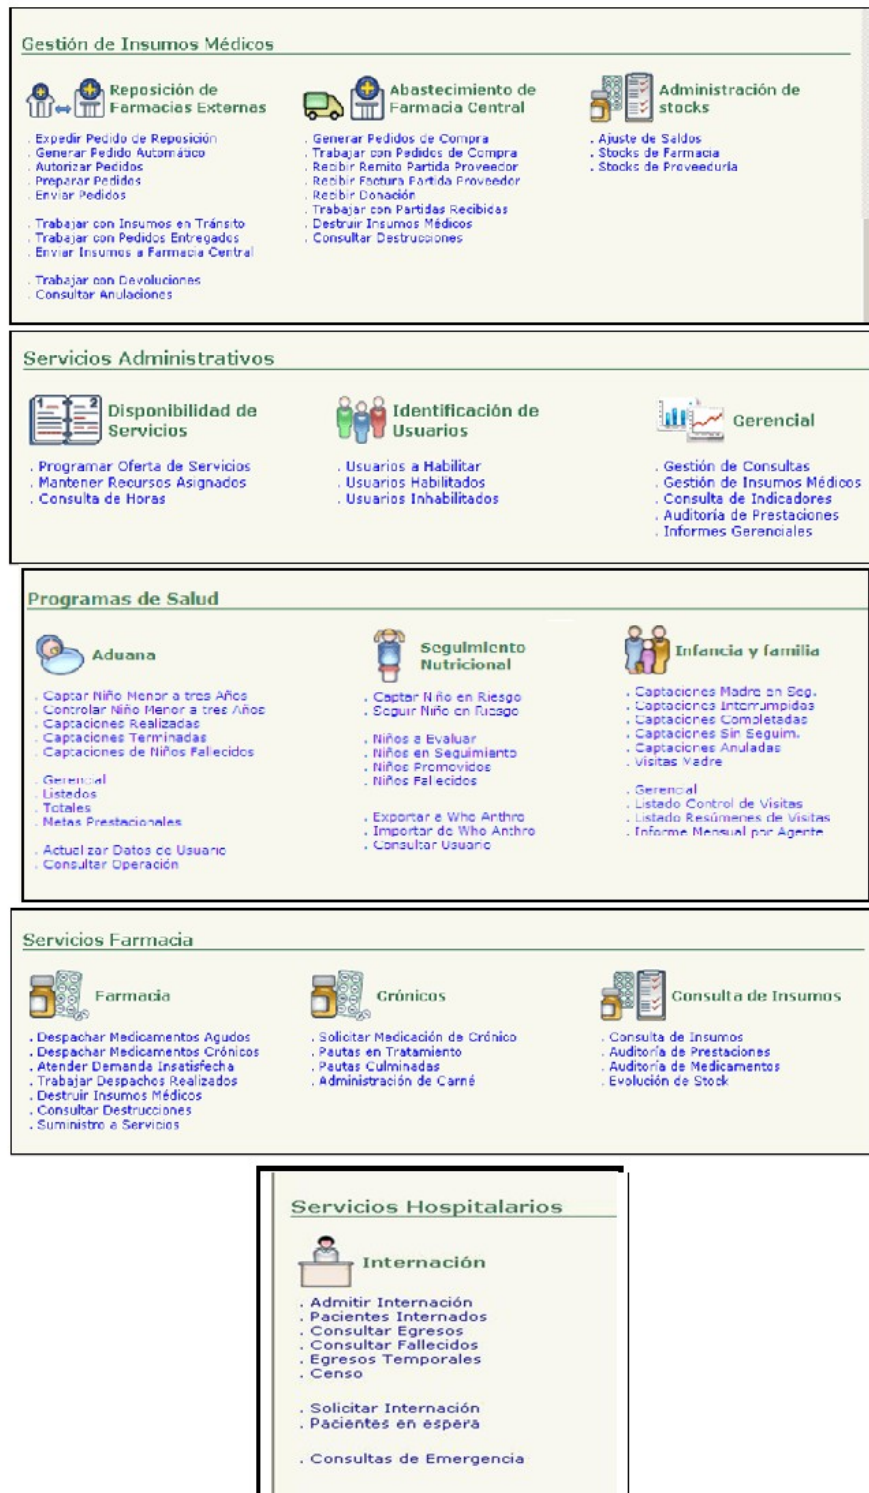 Gestión de Insumos Médicos
Reposición de
Farmacias Externas
. Expedir Pedido de Reposición
. Generar Pedido Automático
. Autorizar Pedidos
. Preparar Pedidos
. Enviar Pedidos
. Trabajar con Insumos en Tránsito
. Trabajar con Pedidos Entregados
. Enviar Insumos a Farmacia Central
. Trabajar con Devoluciones
. Consultar Anulaciones
Abastecimiento de
Farmacia Central
. Generar Pedidos de Compra
. Trabajar con Pedidos de Compra
. Recibir Remito Partida Proveedor
. Recibir Factura Partida Proveedor
. Recibir Donación
. Trabajar con Partidas Recibidas
. Destruir Insumos Médicos
. Consultar Destrucciones
Administración de
stocks
. Ajuste de Saldos
. Stocks de Farmacia
. Stocks de Proveeduría
Servicios Administrativos
1 2
Disponibilidad de
Servicios
. Programar Oferta de Servicios
. Mantener Recursos Asignados
. Consulta de Horas
Identificación de
Usuarios
. Usuarios a Habilitar
. Usuarios Habilitados
. Usuarios Inhabilitados
Gerencial
. Gestión de Consultas
. Gestión de Insumos Médicos
. Consulta de Indicadores
. Auditoría de Prestaciones
. Informes Gerenciales
Programas de Salud
Aduana
. Captar Niño Menor a tres Años
. Controlar Niño Menor a tres Años
. Captaciones Realizadas
. Captaciones Terminadas
. Captaciones de Niños Fallecidos
. Gerencial
. Listados
. Totales
. Metas Prestacionales
. Actualizar Datos de Usuario
. Consultar Operación
Seguimiento
Nutricional
. Captar Niño en Riesgo
. Seguir Niño en Riesgo
. Niños a Evaluar
. Niños en Seguimiento
. Niños Promovidos
. Niños Fallecidos
. Exportar a Who Anthro
. Importar de Who Anthro
. Consultar Usuario
Infancia y familia
. Captaciones Madre en Seg.
. Captaciones Interrumpidas
. Captaciones Completadas
. Captaciones Sin Seguim.
. Captaciones Anuladas
. Visitas Madre
. Gerencial
. Listado Control de Visitas
. Listado Resúmenes de Visitas
. Informe Mensual por Agente
Servicios Farmacia
Farmacia
. Despachar Medicamentos Agudos
. Despachar Medicamentos Crónicos
. Atender Demanda Insatisfecha
. Trabajar Despachos Realizados
. Destruir Insumos Médicos
. Consultar Destrucciones
. Suministro a Servicios
Crónicos
. Solicitar Medicación de Crónico
. Pautas en Tratamiento
. Pautas Culminadas
. Administración de Carné
Consulta de Insumos
. Consulta de Insumos
. Auditoría de Prestaciones
. Auditoría de Medicamentos
. Evolución de Stock
Servicios Hospitalarios
Internación
. Admitir Internación
. Pacientes Internados
. Consultar Egresos
. Consultar Fallecidos
. Egresos Temporales
. Censo
. Solicitar Internación
. Pacientes en espera
. Consultas de Emergencia